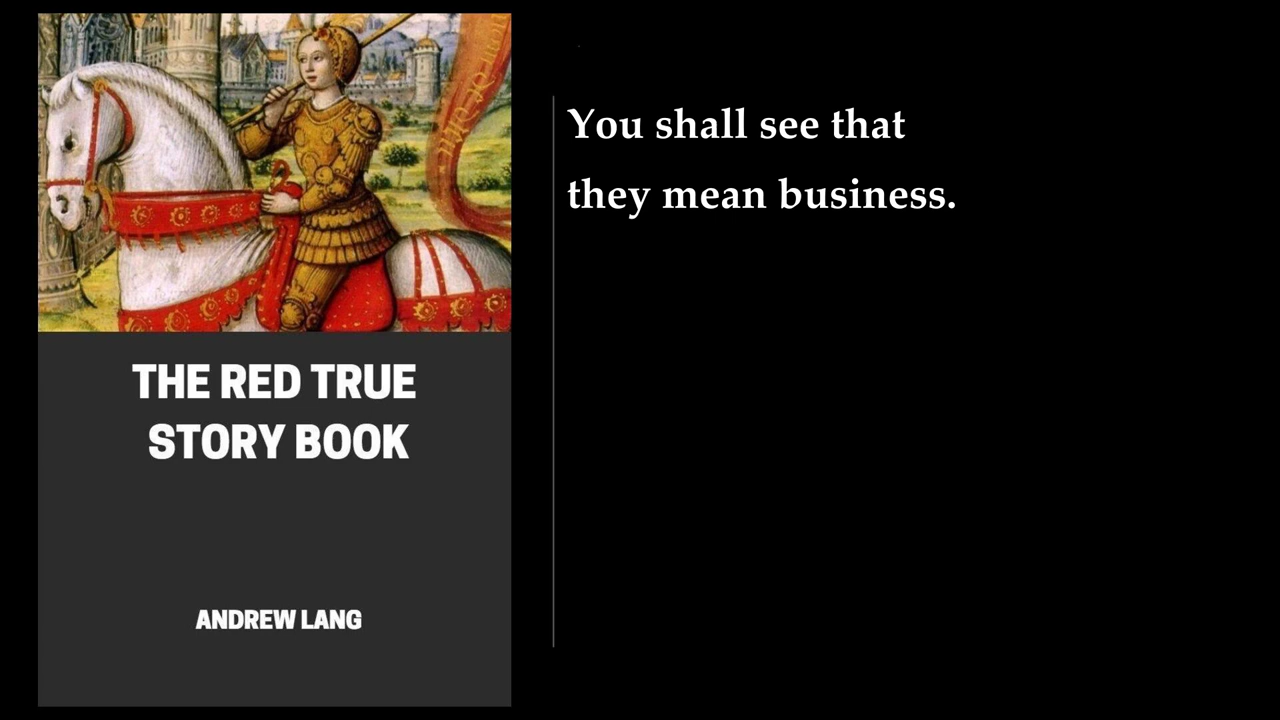 THE RED TRUE
STORY BOOK
ANDREW LANG
You shall see that
they mean business.